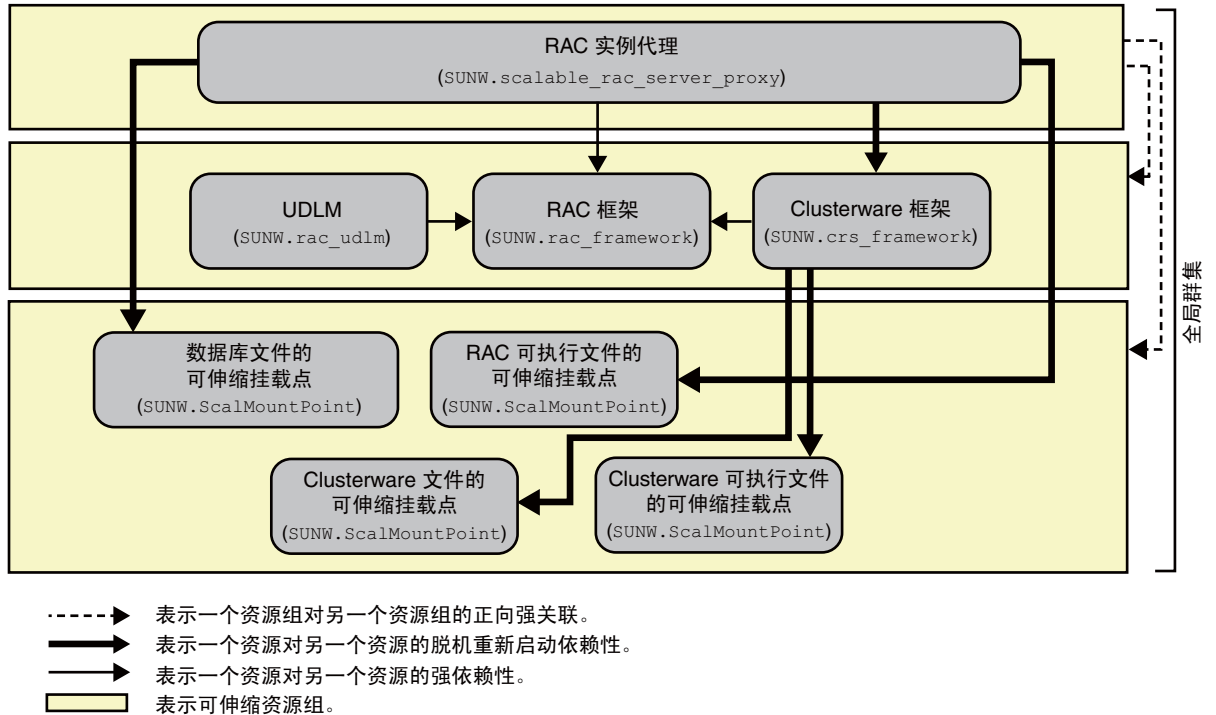 RAC 实例代理
(SUNW.scalable_rac_server_proxy)
UDLM
(SUNW.rac_udlm)
RAC 框架
(SUNW.rac_framework)
Clusterware 框架
(SUNW.crs_framework)
数据库文件的
可伸缩挂载点
(SUNW.ScalMountPoint)
RAC 可执行文件的
可伸缩挂载点
(SUNW.ScalMountPoint)
Clusterware 文件的
可伸缩挂载点
(SUNW.ScalMountPoint)
Clusterware 可执行文件
的可伸缩挂载点
(SUNW.ScalMountPoint)
全局群集
表示一个资源组对另一个资源组的正向强关联。
表示一个资源对另一个资源的脱机重新启动依赖性。
表示一个资源对另一个资源的强依赖性。
表示可伸缩资源组。